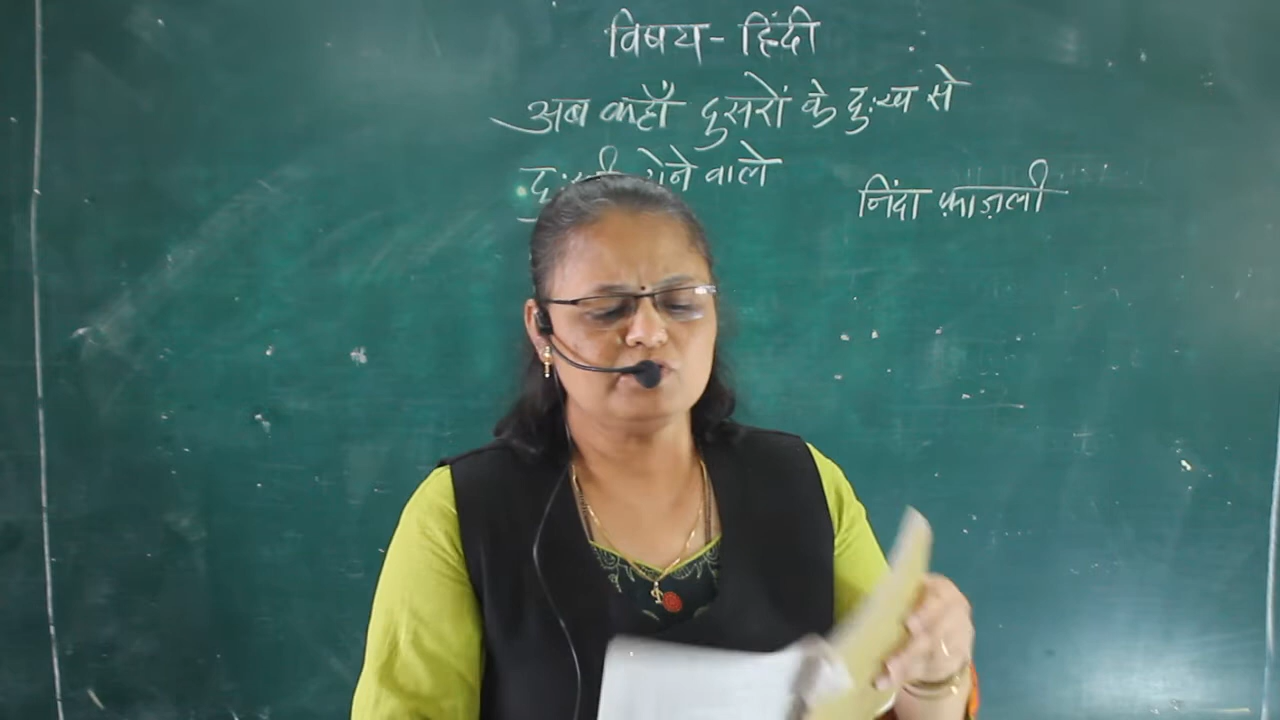 विषय - हिंदी
अब कहाँ दुसरों के दुःख से
वाले
निंदा फ़ाज़ली